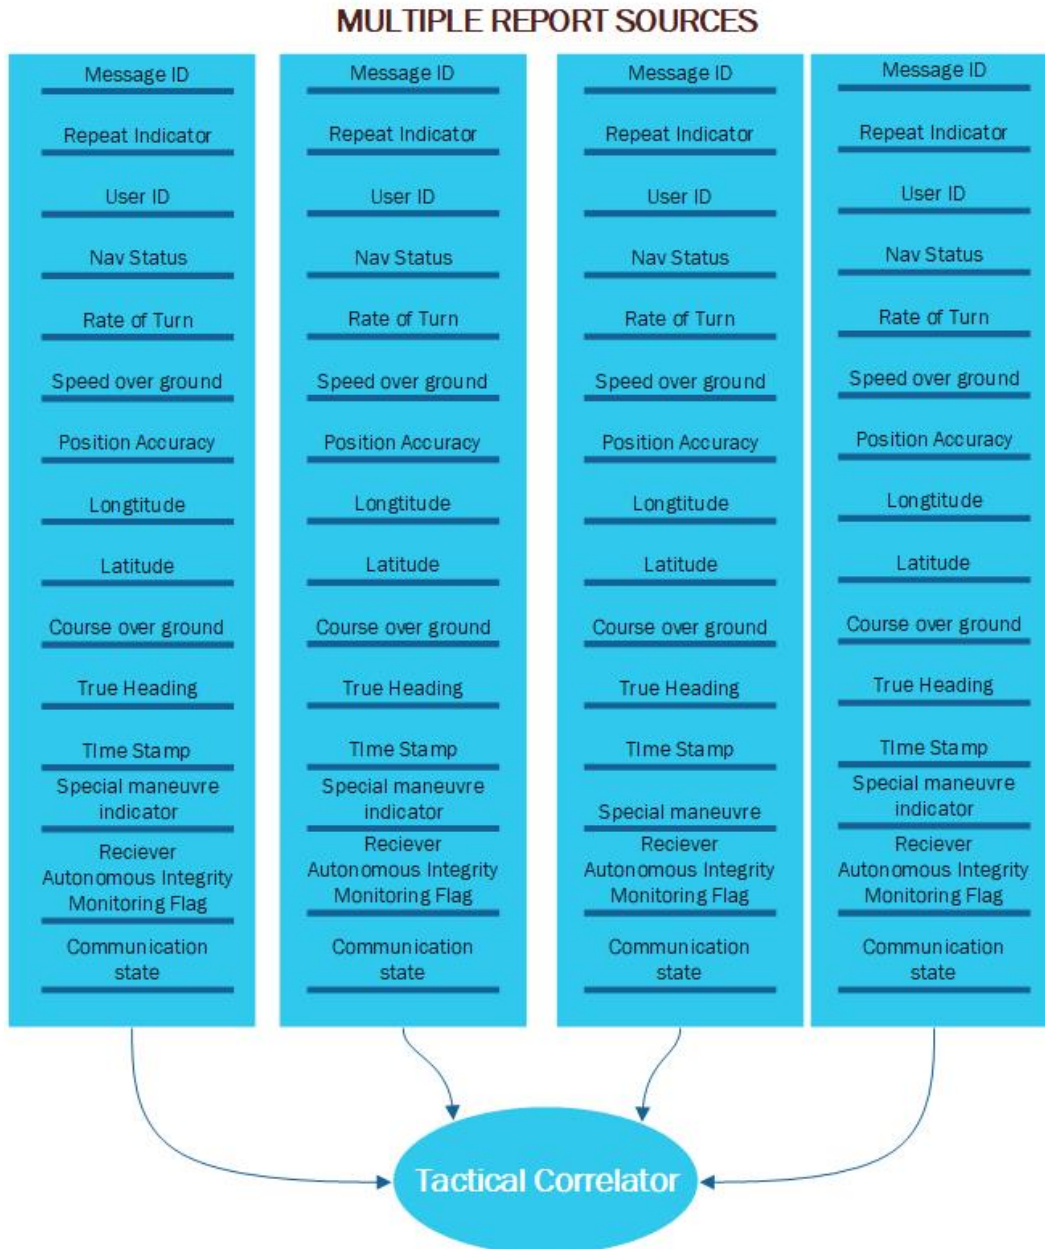 MULTIPLE REPORT SOURCES
Message ID
Repeat Indicator
User ID
Nav Status
Rate of Turn
Speed over ground
Position Accuracy
Longtitude
Latitude
Course over ground
True Heading
TIme Stamp
Special maneuvre
indicator
Reciever
Autonomous Integrity
Monitoring Flag
Communication
state
Message ID
Repeat Indicator
User ID
Nav Status
Rate of Turn
Speed over ground
Position Accuracy
Longtitude
Latitude
Course over ground
True Heading
TIme Stamp
Special maneuvre
indicator
Reciever
Autonomous Integrity
Monitoring Flag
Communication
state
Message ID
Repeat Indicator
User ID
Nav Status
Rate of Turn
Speed over ground
Position Accuracy
Longtitude
Latitude
Course over ground
True Heading
TIme Stamp
Special maneuvre
Reciever
Autonomous Integrity
Monitoring Flag
Communication
state
Message ID
Repeat Indicator
User ID
Nav Status
Rate of Turn
Speed over ground
Position Accuracy
Longtitude
Latitude
Course over ground
True Heading
TIme Stamp
Special maneuvre
indicator
Reciever
Autonomous Integrity
Monitoring Flag
Communication
state
Tactical Correlator